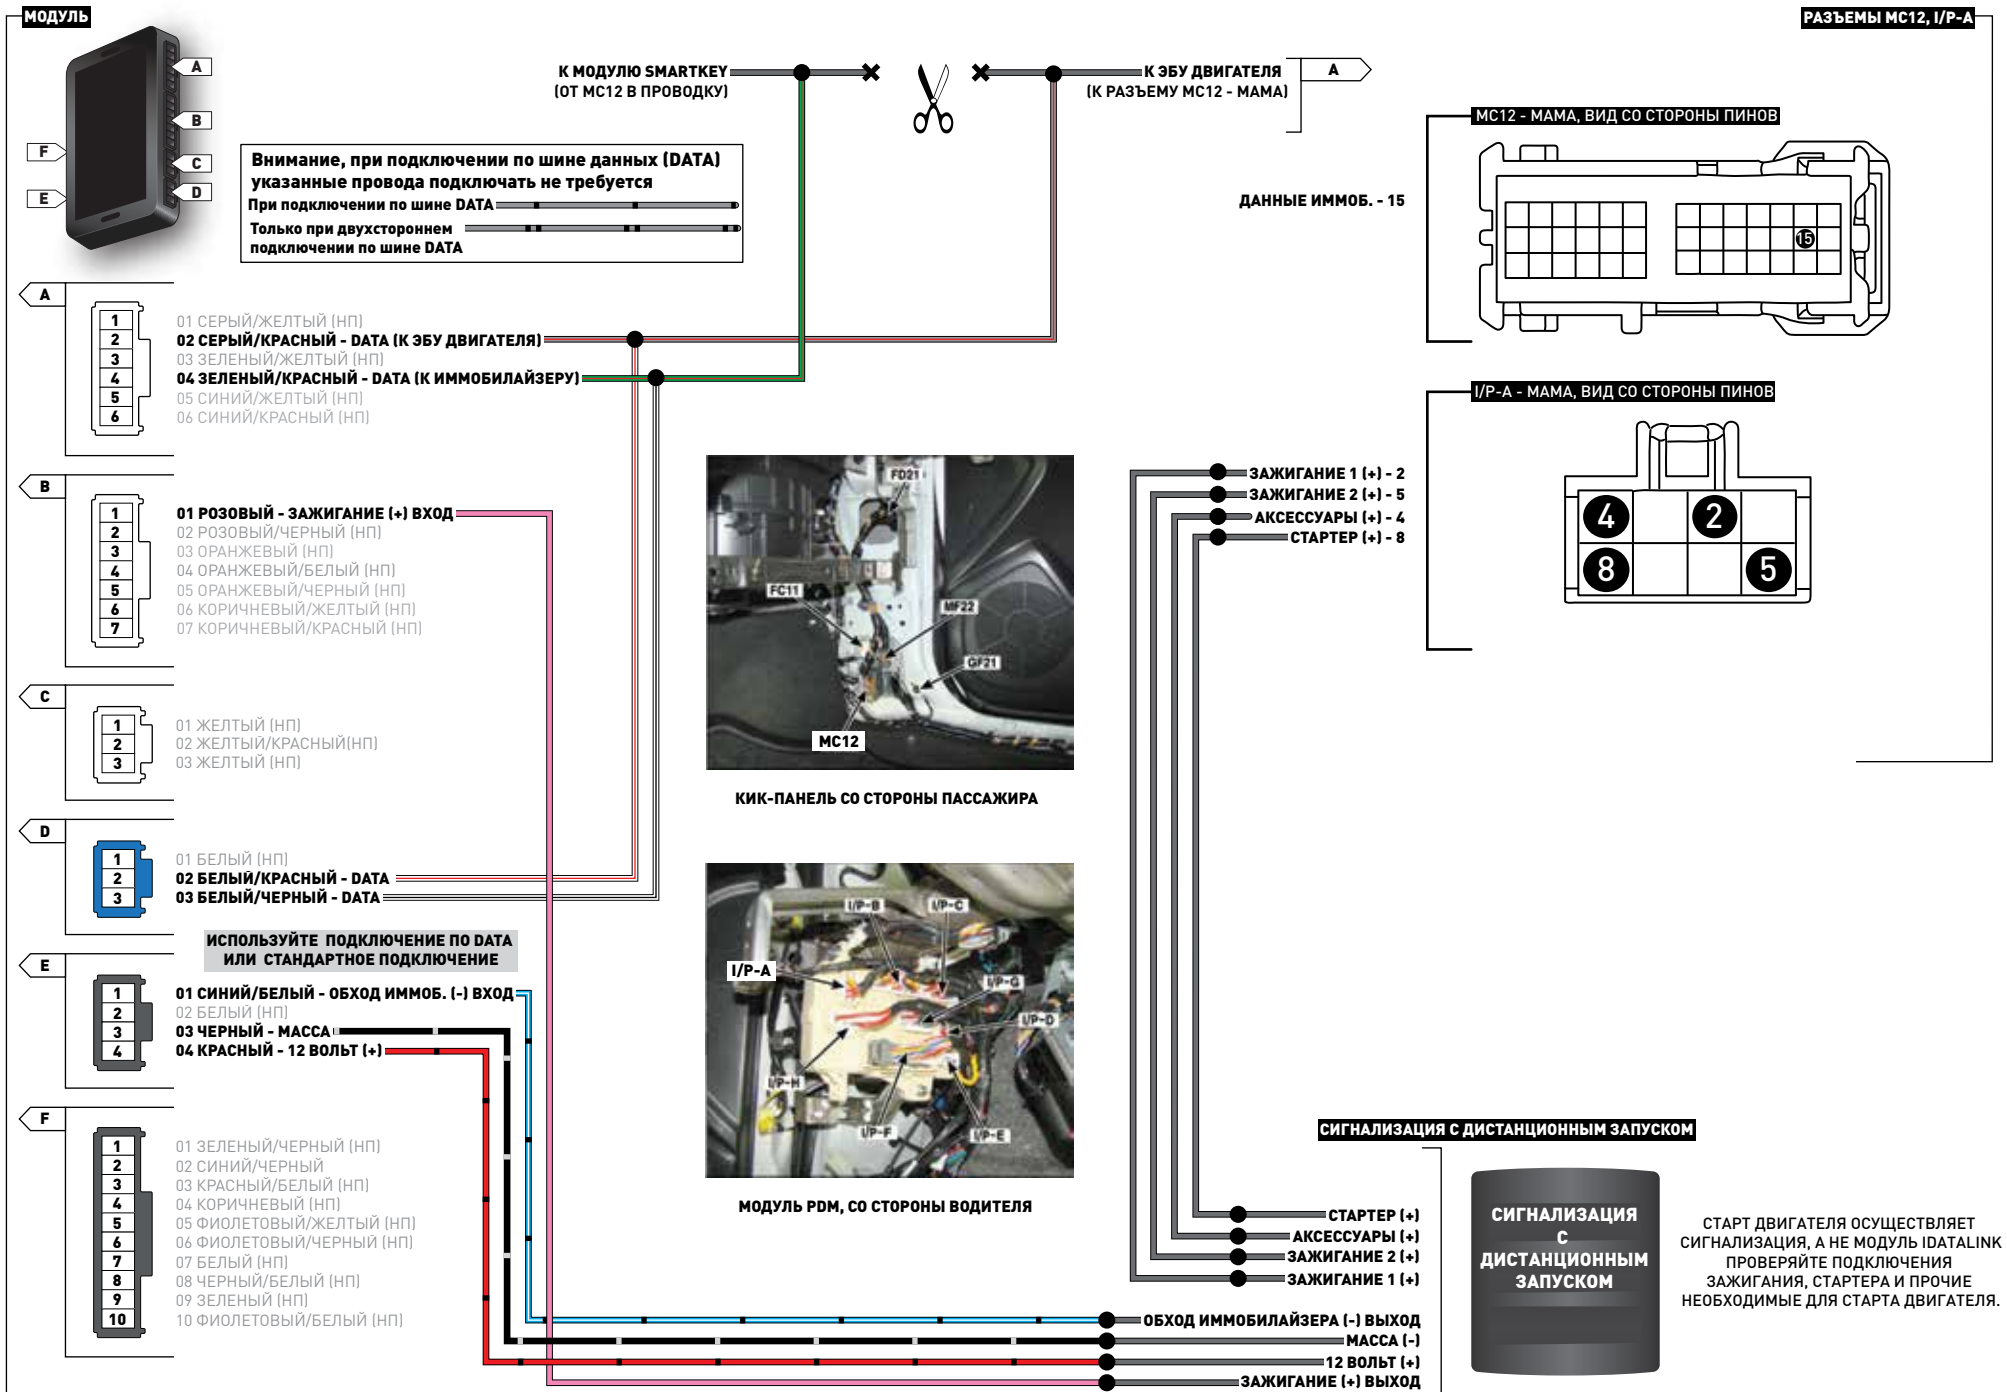 МОДУЛЬ
РАЗЪЕМЫ MC12, I/P-A
A
B
C
D
F
E
К МОДУЛЮ SMARTKEY
(ОТ MC12 В ПРОВОДКУ)
К ЭБУ ДВИГАТЕЛЯ
(К РАЗЪЕМУ MC12 - МАМА)
A
Внимание, при подключении по шине данных (DATA)
указанные провода подключать не требуется
При подключении по шине DATA
Только при двухстороннем
подключении по шине DATA
MC12 - МАМА, ВИД СО СТОРОНЫ ПИНОВ
ДАННЫЕ ИММОБ. - 15
15
I/P-A - МАМА, ВИД СО СТОРОНЫ ПИНОВ
4
2
8
5
ЗАЖИГАНИЕ 1 (+) - 2
ЗАЖИГАНИЕ 2 (+) - 5
АКСЕССУАРЫ (+) - 4
СТАРТЕР (+) - 8
A
1
2
3
4
5
6
01 СЕРЫЙ/ЖЕЛТЫЙ (НП)
02 СЕРЫЙ/КРАСНЫЙ - DATA (К ЭБУ ДВИГАТЕЛЯ)
03 ЗЕЛЕНЫЙ/ЖЕЛТЫЙ (НП)
04 ЗЕЛЕНЫЙ/КРАСНЫЙ - DATA (К ИММОБИЛАЙЗЕРУ)
05 СИНИЙ/ЖЕЛТЫЙ (НП)
06 СИНИЙ/КРАСНЫЙ (НП)
B
1
2
3
4
5
6
7
01 РОЗОВЫЙ - ЗАЖИГАНИЕ (+) ВХОД
02 РОЗОВЫЙ/ЧЕРНЫЙ (НП)
03 ОРАНЖЕВЫЙ (НП)
04 ОРАНЖЕВЫЙ/БЕЛЫЙ (НП)
05 ОРАНЖЕВЫЙ/ЧЕРНЫЙ (НП)
06 КОРИЧНЕВЫЙ/ЖЕЛТЫЙ (НП)
07 КОРИЧНЕВЫЙ/КРАСНЫЙ (НП)
C
1
2
3
01 ЖЕЛТЫЙ (НП)
02 ЖЕЛТЫЙ/КРАСНЫЙ(НП)
03 ЖЕЛТЫЙ (НП)
D
1
2
3
01 БЕЛЫЙ (НП)
02 БЕЛЫЙ/КРАСНЫЙ - DATA
03 БЕЛЫЙ/ЧЕРНЫЙ - DATA
ИСПОЛЬЗУЙТЕ ПОДКЛЮЧЕНИЕ ПО DATA
ИЛИ СТАНДАРТНОЕ ПОДКЛЮЧЕНИЕ
E
1
2
3
4
01 СИНИЙ/БЕЛЫЙ - ОБХОД ИММОБ. (-) ВХОД
02 БЕЛЫЙ (НП)
03 ЧЕРНЫЙ - МАССА
04 КРАСНЫЙ - 12 ВОЛЬТ (+)
F
1
2
3
4
5
6
7
8
9
10
01 ЗЕЛЕНЫЙ/ЧЕРНЫЙ (НП)
02 СИНИЙ/ЧЕРНЫЙ
03 КРАСНЫЙ/БЕЛЫЙ (НП)
04 КОРИЧНЕВЫЙ (НП)
05 ФИОЛЕТОВЫЙ/ЖЕЛТЫЙ (НП)
06 ФИОЛЕТОВЫЙ/ЧЕРНЫЙ (НП)
07 БЕЛЫЙ (НП)
08 ЧЕРНЫЙ/БЕЛЫЙ (НП)
09 ЗЕЛЕНЫЙ (НП)
10 ФИОЛЕТОВЫЙ/БЕЛЫЙ (НП)
FD21
FC11
MF22
GF21
MC12
КИК-ПАНЕЛЬ СО СТОРОНЫ ПАССАЖИРА
I/P-B
I/P-C
I/P-A
I/P-G
I/P-D
I/P-H
I/P-F
I/P-E
МОДУЛЬ PDM, СО СТОРОНЫ ВОДИТЕЛЯ
СИГНАЛИЗАЦИЯ С ДИСТАНЦИОННЫМ ЗАПУСКОМ
СТАРТЕР (+)
АКСЕССУАРЫ (+)
ЗАЖИГАНИЕ 2 (+)
ЗАЖИГАНИЕ 1 (+)
ОБХОД ИММОБИЛАЙЗЕРА (-) ВЫХОД
МАССА (-)
12 ВОЛЬТ (+)
ЗАЖИГАНИЕ (+) ВЫХОД
СИГНАЛИЗАЦИЯ
С
ДИСТАНЦИОННЫМ
ЗАПУСКОМ
СТАРТ ДВИГАТЕЛЯ ОСУЩЕСТВЛЯЕТ
СИГНАЛИЗАЦИЯ, А НЕ МОДУЛЬ IDATALINK
ПРОВЕРЯЙТЕ ПОДКЛЮЧЕНИЯ
ЗАЖИГАНИЯ, СТАРТЕРА И ПРОЧИЕ
НЕОБХОДИМЫЕ ДЛЯ СТАРТА ДВИГАТЕЛЯ.